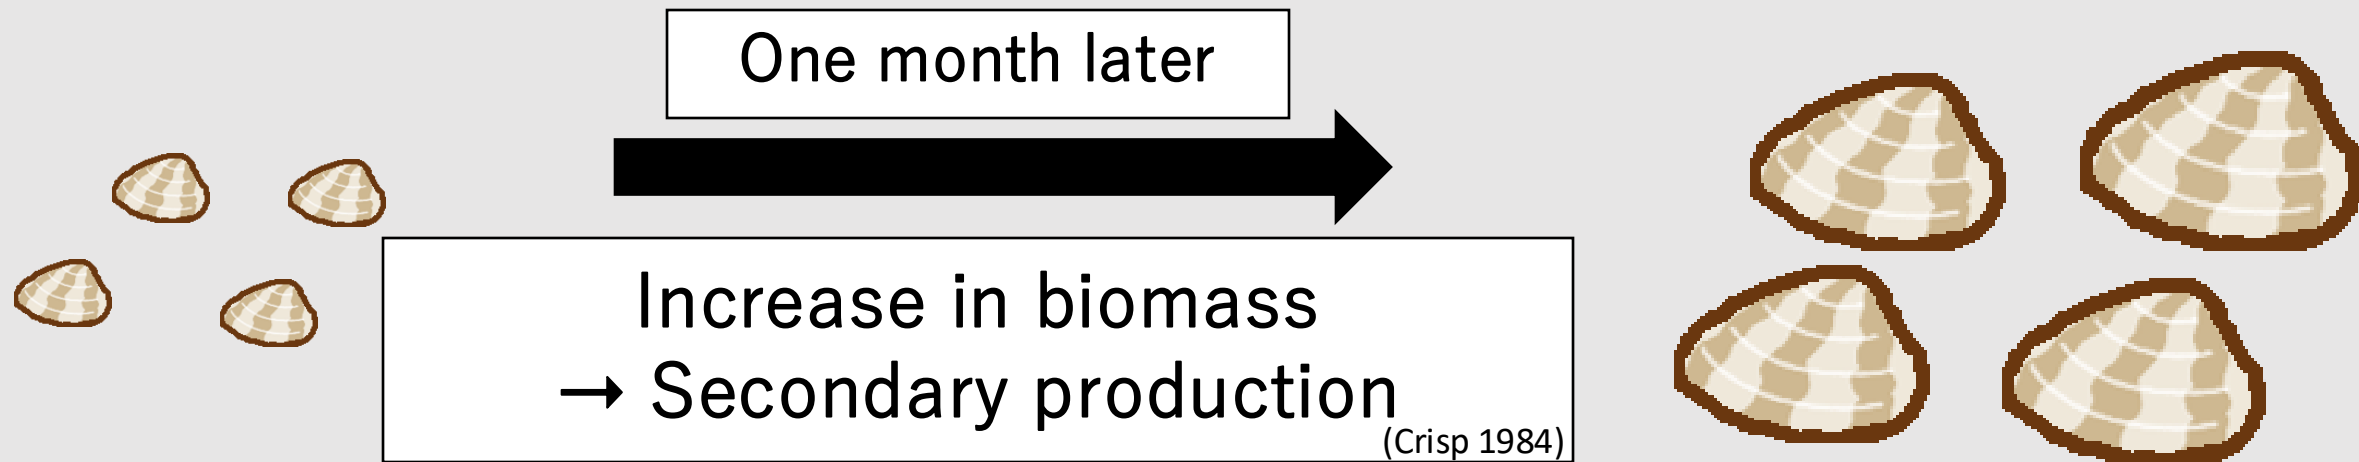 One month later
Increase in biomass
→ Secondary production
(Crisp 1984)